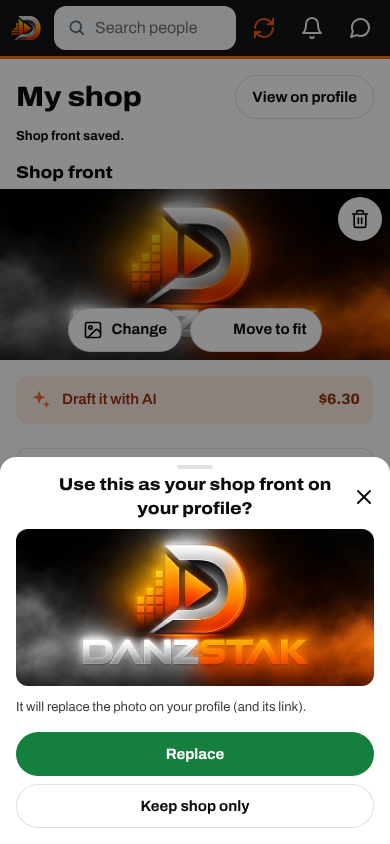 Search people
My shop
View on profile
Shop front saved.
Shop front
Change
Move to fit
Draft it with AI
$6.30
Use this as your shop front on
your profile?
DANZSTAK
It will replace the photo on your profile (and its link).
Replace
Keep shop only